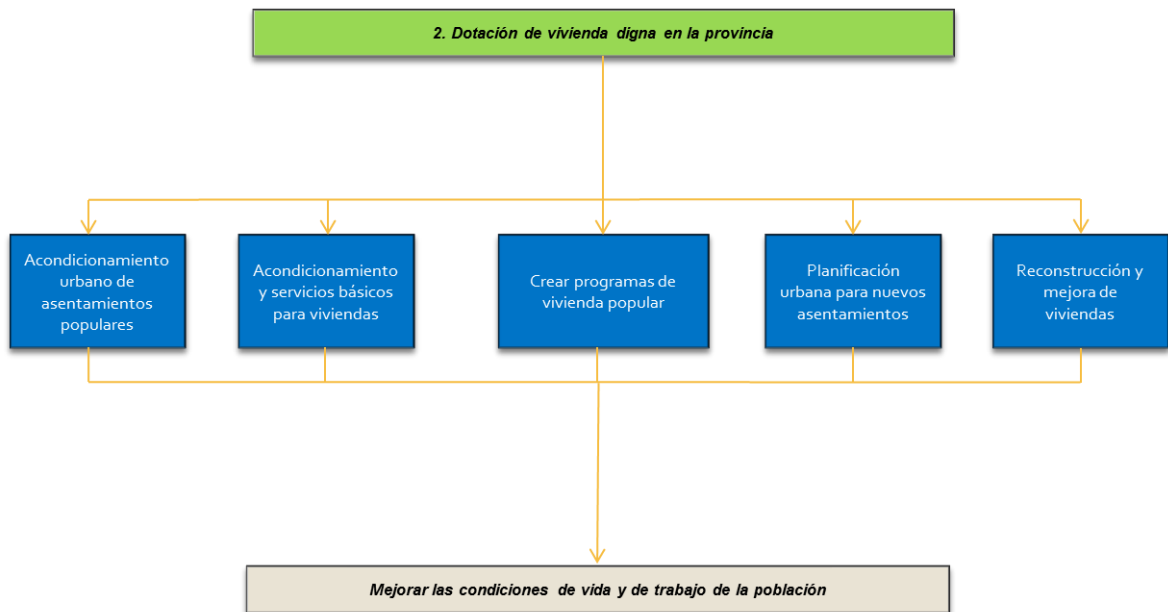 2. Dotación de vivienda digna en la provincia
Acondicionamiento
urbano de
asentamientos
populares
Acondicionamiento
y servicios básicos
para viviendas
Crear programas de
vivienda popular
Planificación
urbana para nuevos
asentamientos
Reconstrucción y
mejora de
viviendas
Mejorar las condiciones de vida y de trabajo de la población